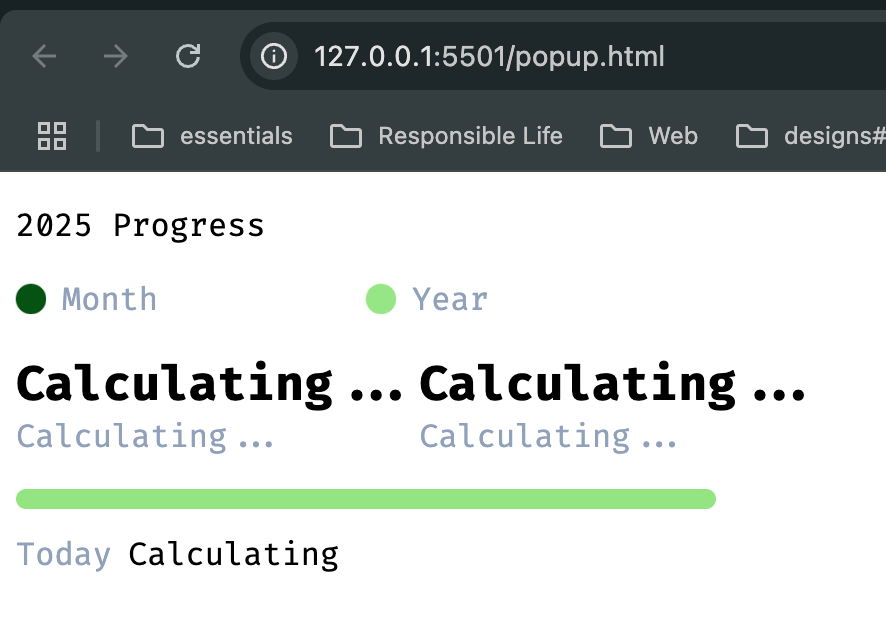 127.0.0.1:5501/popup.html
essentials Responsible Life Web designs#
2025 Progress
Month Year
Calculating... Calculating...
Calculating... Calculating...
Today Calculating